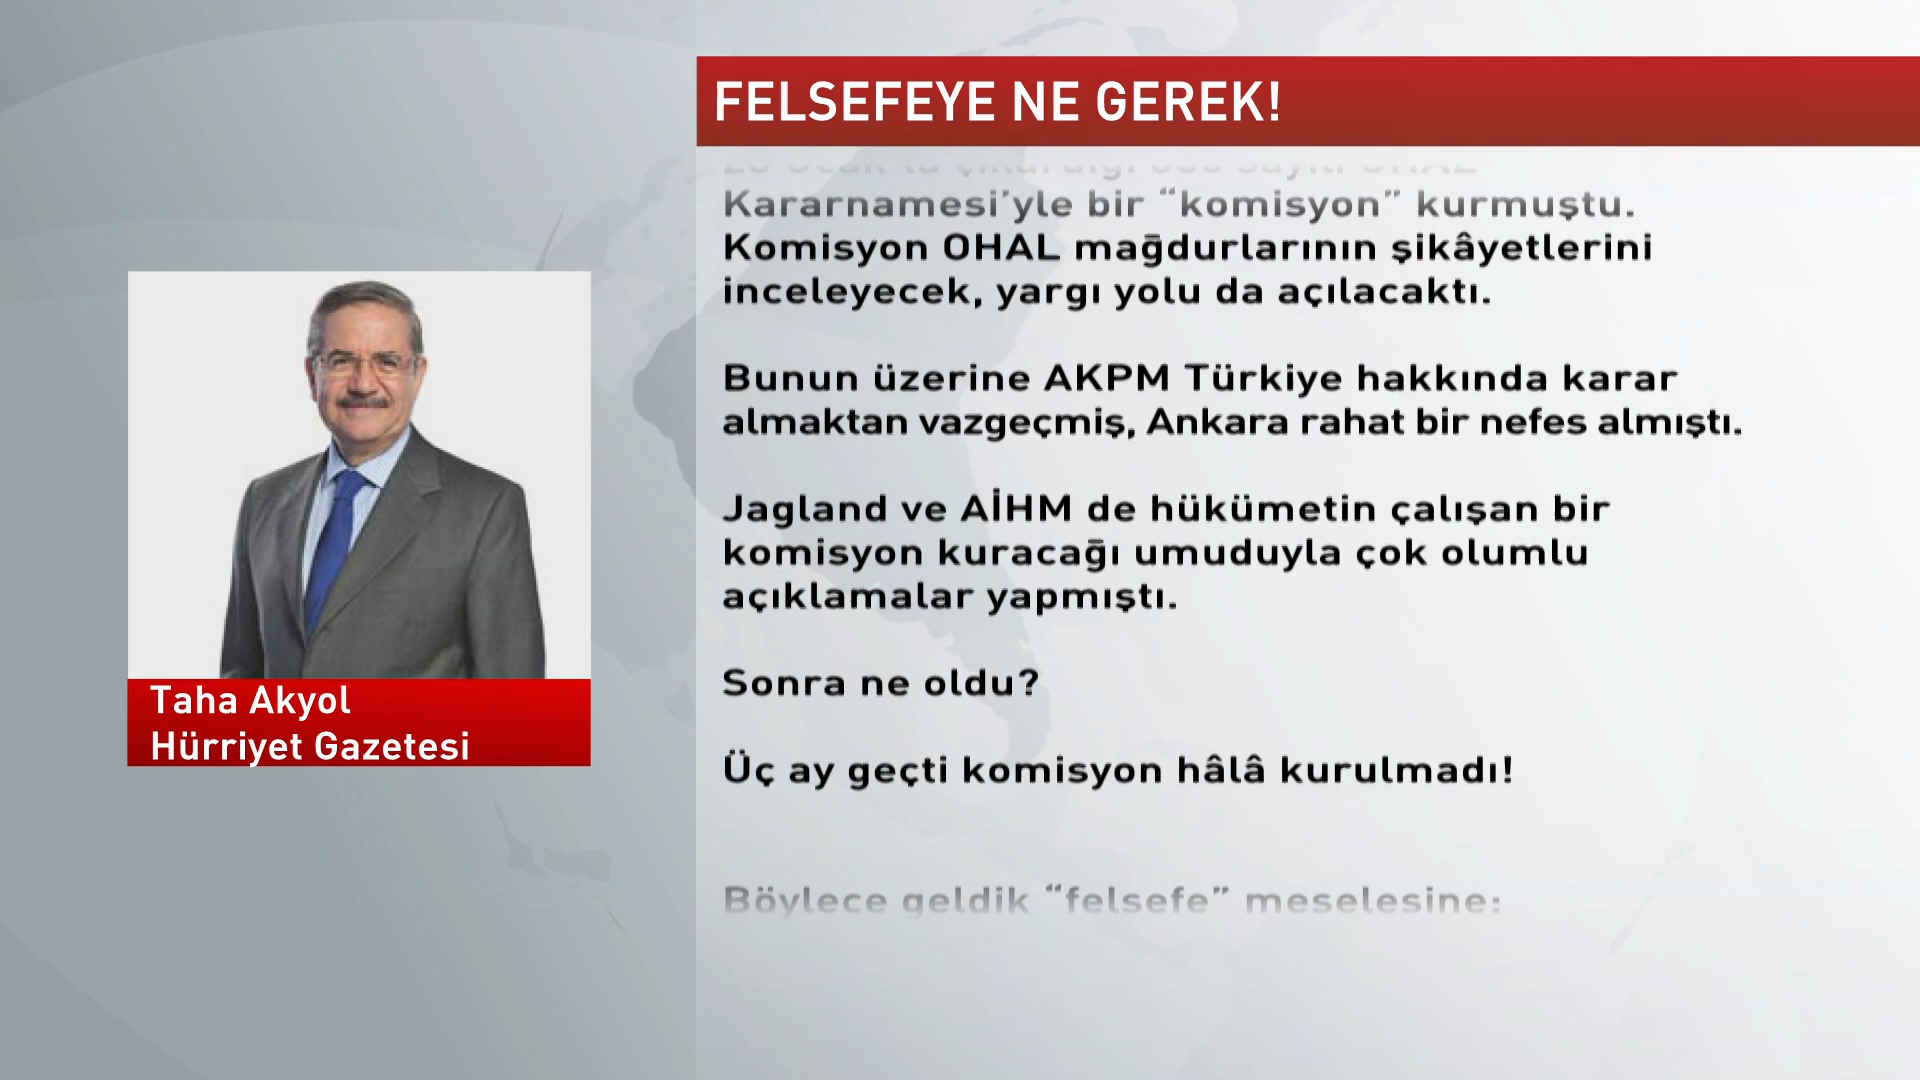 FELSEFEYE NE GEREK!
Kararnamesi'yle bir “komisyon” kurmuştu.
Komisyon OHAL mağdurlarının şikâyetlerini
inceleyecek, yargı yolu da açılacaktı.
Bunun üzerine AKPM Türkiye hakkında karar
almaktan vazgeçmiş, Ankara rahat bir nefes almıştı.
Jagland ve AİHM de hükümetin çalışan bir
komisyon kuracağı umuduyla çok olumlu
açıklamalar yapmıştı.
Sonra ne oldu?
Üç ay geçti komisyon hâlâ kurulmadı!
Böylece geldik “felsefe” meselesine:
Taha Akyol
Hürriyet Gazetesi